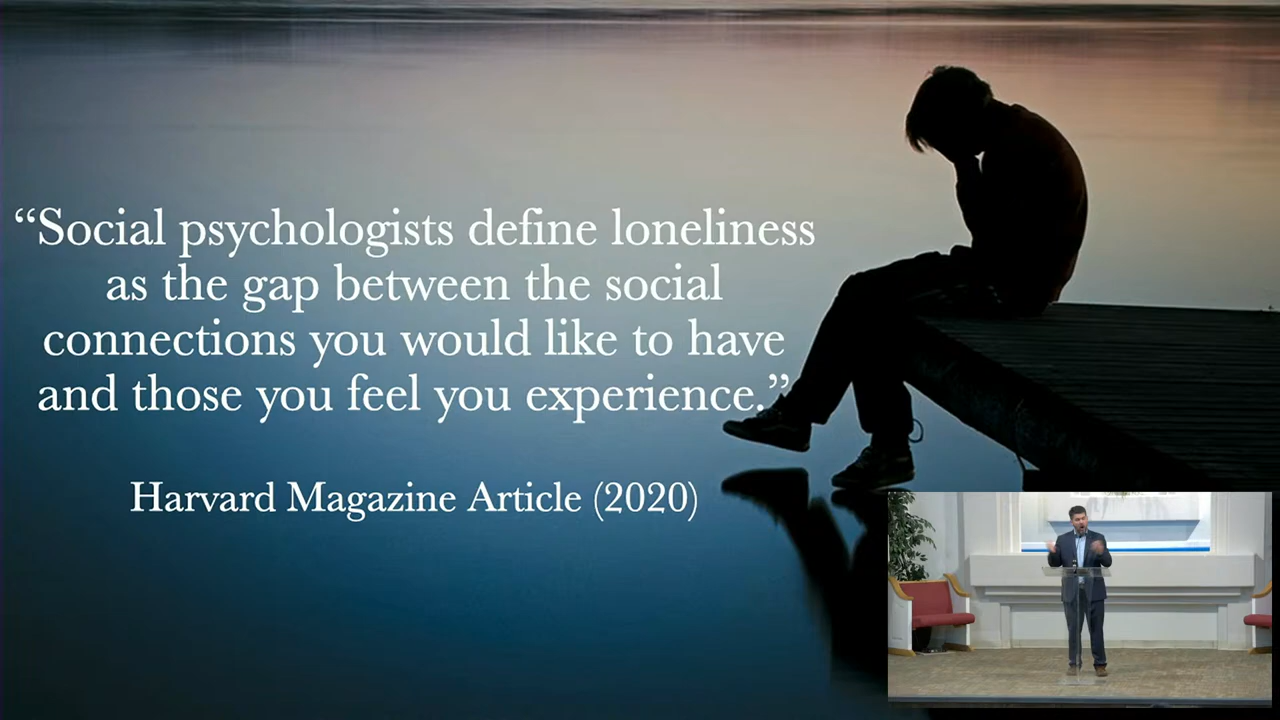 “Social psychologists define loneliness
as the gap between the social
connections you would like to have
and those you feel you experience.”
Harvard Magazine Article (2020)